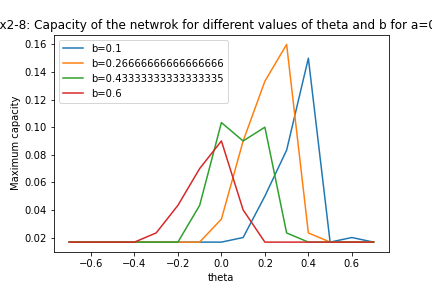 x2-8: Capacity of the netwrok for different values of theta and b for a=0
b=0.1
b=0.26666666666666666
b=0.43333333333333335
b=0.6
Maximum capacity
0.16
0.14
0.12
0.10
0.08
0.06
0.04
0.02
−0.6 −0.4 −0.2 0.0 0.2 0.4 0.6
theta